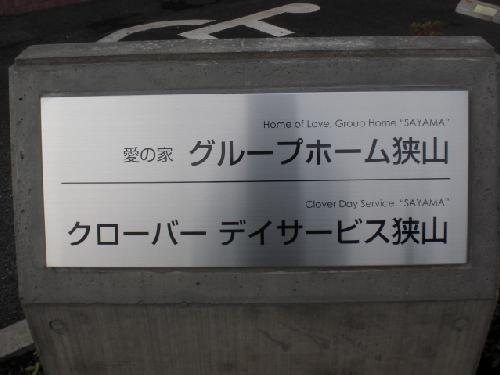 Home of Love, Group Home "SAYAMA"
愛の家 グループホーム狭山
Clover Day Service "SAYAMA"
クローバー デイサービス狭山